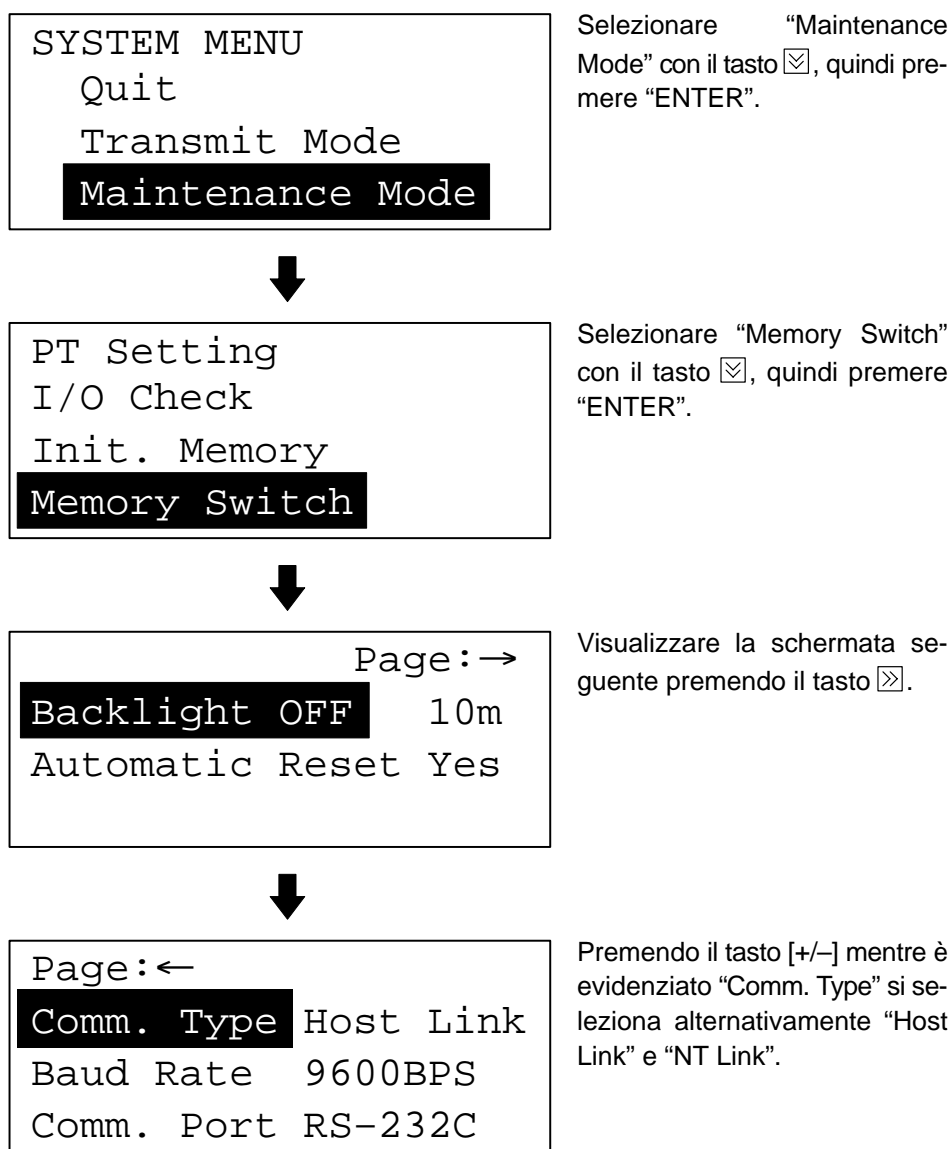 SYSTEM MENU
Quit
Transmit Mode
Maintenance Mode
Selezionare “Maintenance
Mode” con il tasto , quindi pre-
mere “ENTER”.
PT Setting
I/O Check
Init. Memory
Memory Switch
Selezionare “Memory Switch”
con il tasto , quindi premere
“ENTER”.
Page:→
Backlight OFF 10m
Automatic Reset Yes
Visualizzare la schermata se-
guente premendo il tasto .
Page:←
Comm. Type Host Link
Baud Rate 9600BPS
Comm. Port RS–232C
Premendo il tasto [+/–] mentre è
evidenziato “Comm. Type” si se-
leziona alternativamente “Host
Link” e “NT Link”.